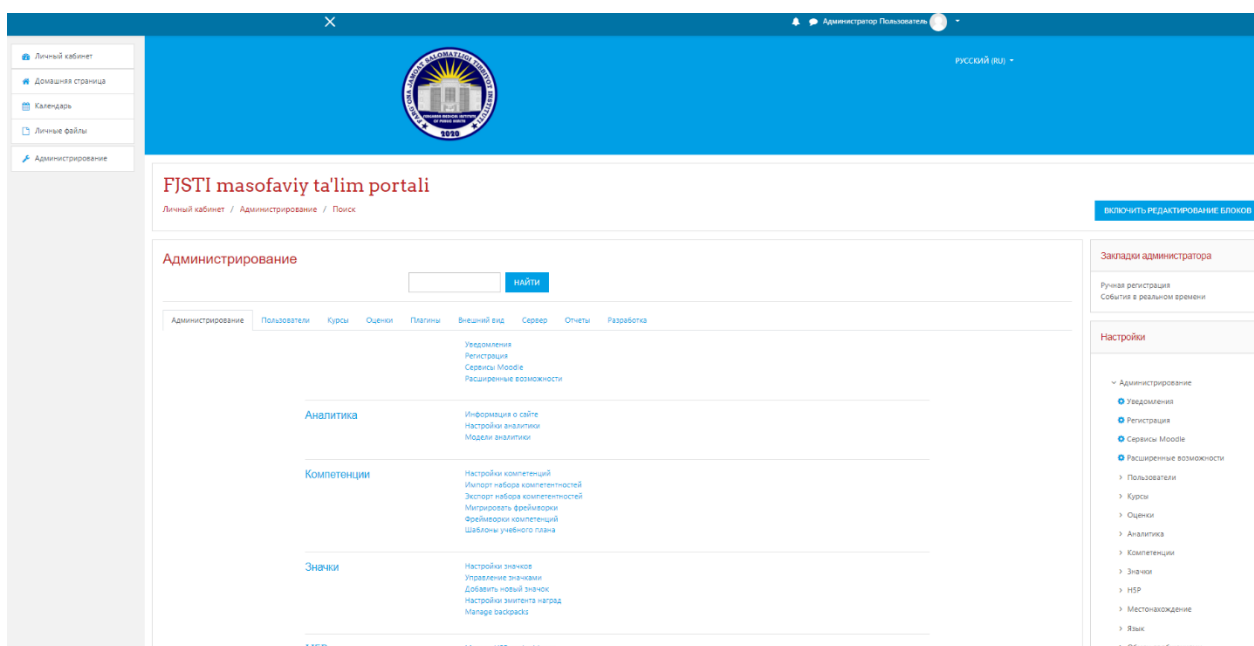 Администратор Пользователь
Личный кабинет
Домашняя страница
Календарь
Личные файлы
Администрирование
РУССКИЙ (RU)
2020
FJSTI masofaviy ta'lim portali
Личный кабинет / Администрирование / Поиск
ВКЛЮЧИТЬ РЕДАКТИРОВАНИЕ БЛОКОВ
Администрирование
НАЙТИ
Администрирование Пользователи Курсы Оценки Плагины Внешний вид Сервер Отчеты Разработка
Уведомления
Регистрация
Сервисы Moodle
Расширенные возможности
Аналитика
Информация о сайте
Настройки аналитики
Модели аналитики
Компетенции
Настройки компетенций
Импорт набора компетентностей
Экспорт набора компетентностей
Мигрировать фреймворки
Фреймворки компетенций
Шаблоны учебного плана
Значки
Настройки значков
Управление значками
Добавить новый значок
Настройки эмитента наград
Manage backpacks
Закладки администратора
Ручная регистрация
События в реальном времени
Настройки
Администрирование
Уведомления
Регистрация
Сервисы Moodle
Расширенные возможности
Пользователи
Курсы
Оценки
Аналитика
Компетенции
Значки
H5P
Местонахождение
Язык